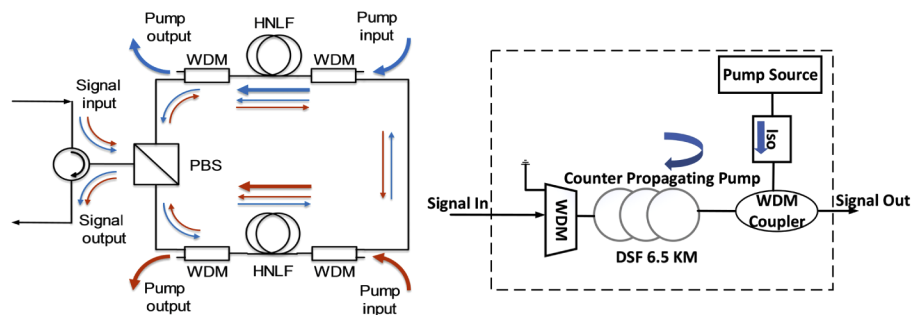 Pump
output
HNLF
Pump
input
WDM
WDM
Signal
input
PBS
Signal
output
WDM
HNLF
WDM
Pump
output
Pump
input
Pump Source
Iso
Counter Propagating Pump
Signal In
WDM
WDM
Coupler
Signal Out
DSF 6.5 KM